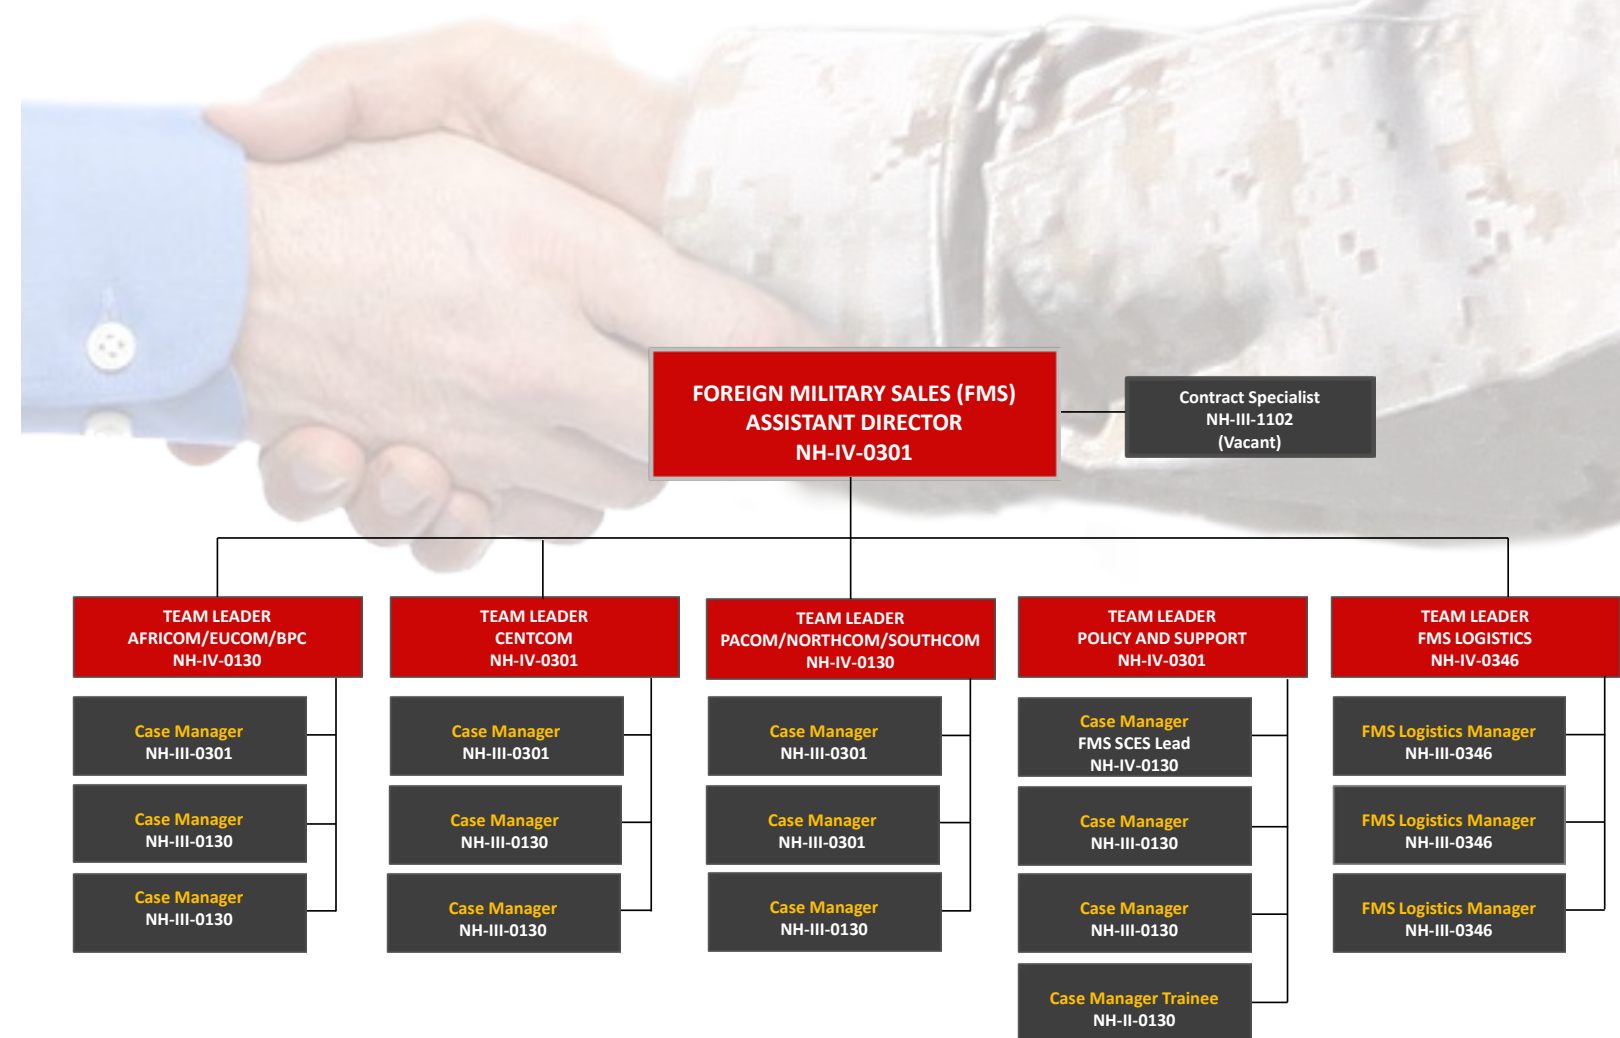 FOREIGN MILITARY SALES (FMS)
ASSISTANT DIRECTOR
NH-IV-0301
Contract Specialist
NH-III-1102
(Vacant)
TEAM LEADER
AFRICOM/EUCOM/BPC
NH-IV-0130
Case Manager
NH-III-0301
Case Manager
NH-III-0130
Case Manager
NH-III-0130
TEAM LEADER
CENTCOM
NH-IV-0301
Case Manager
NH-III-0301
Case Manager
NH-III-0130
Case Manager
NH-III-0130
TEAM LEADER
PACOM/NORTHCOM/SOUTHCOM
NH-IV-0130
Case Manager
NH-III-0301
Case Manager
NH-III-0301
Case Manager
NH-III-0130
TEAM LEADER
POLICY AND SUPPORT
NH-IV-0301
Case Manager
FMS SCES Lead
NH-IV-0130
Case Manager
NH-III-0130
Case Manager
NH-III-0130
Case Manager Trainee
NH-II-0130
TEAM LEADER
FMS LOGISTICS
NH-IV-0346
FMS Logistics Manager
NH-III-0346
FMS Logistics Manager
NH-III-0346
FMS Logistics Manager
NH-III-0346